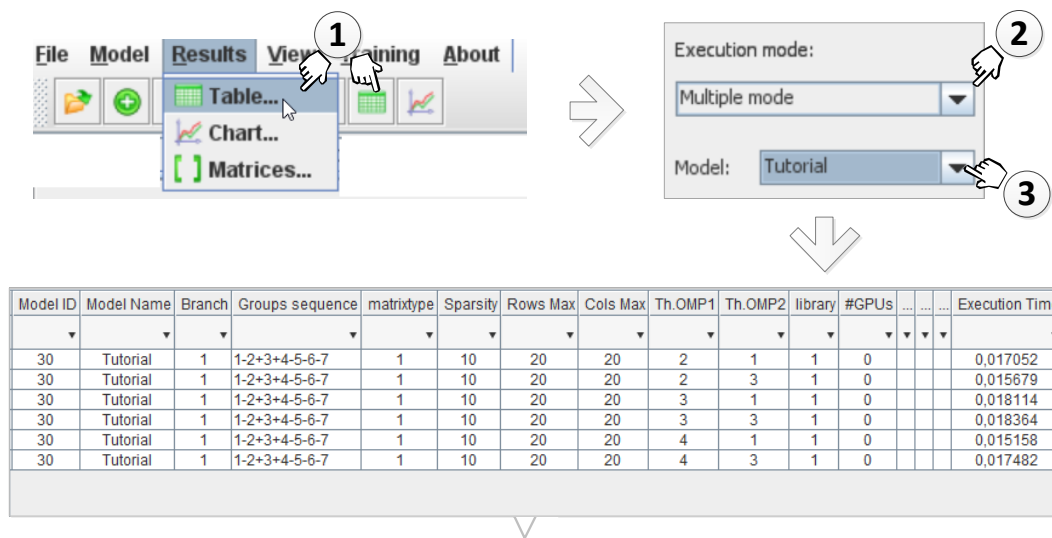 File Model Results View Training About
1
Table...
Chart...
[ ] Matrices...
Execution mode:
2
Multiple mode
Model: Tutorial
3
Model ID Model Name Branch Groups sequence matrixtype Sparsity Rows Max Cols Max Th.OMP1 Th.OMP2 library #GPUs ... ... ... Execution Tim
30 Tutorial 1 1-2+3+4-5-6-7 1 10 20 20 2 1 1 0 0,017052
30 Tutorial 1 1-2+3+4-5-6-7 1 10 20 20 2 3 1 0 0,015679
30 Tutorial 1 1-2+3+4-5-6-7 1 10 20 20 3 1 1 0 0,018114
30 Tutorial 1 1-2+3+4-5-6-7 1 10 20 20 3 3 1 0 0,018364
30 Tutorial 1 1-2+3+4-5-6-7 1 10 20 20 4 1 1 0 0,015158
30 Tutorial 1 1-2+3+4-5-6-7 1 10 20 20 4 3 1 0 0,017482